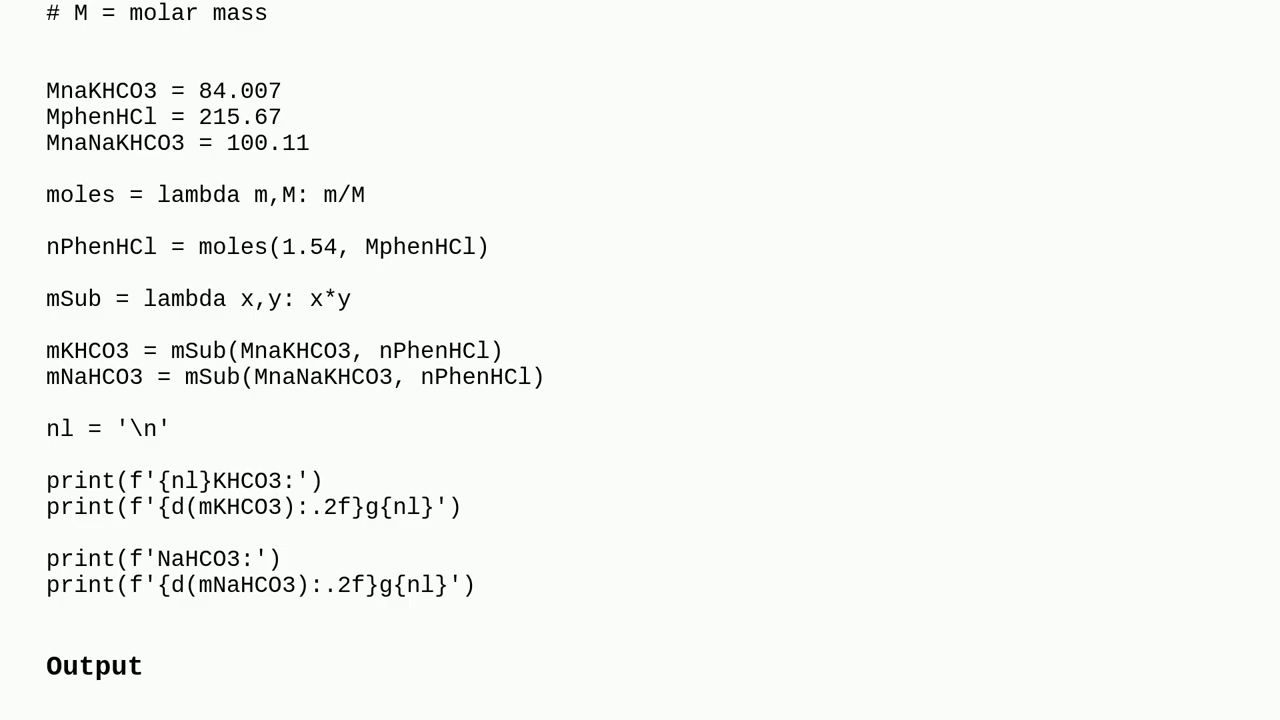 # M = molar mass
MnaKHCO3 = 84.007
MphenHCl = 215.67
MnaNaKHCO3 = 100.11
moles = lambda m,M: m/M
nPhenHCl = moles(1.54, MphenHCl)
mSub = lambda x,y: x*y
mKHCO3 = mSub(MnaKHCO3, nPhenHCl)
mNaHCO3 = mSub(MnaNaKHCO3, nPhenHCl)
nl = '\n'
print(f'{nl}KHCO3:')
print(f'{d(mKHCO3):.2f}g{nl}')
print(f'NaHCO3:')
print(f'{d(mNaHCO3):.2f}g{nl}')
Output